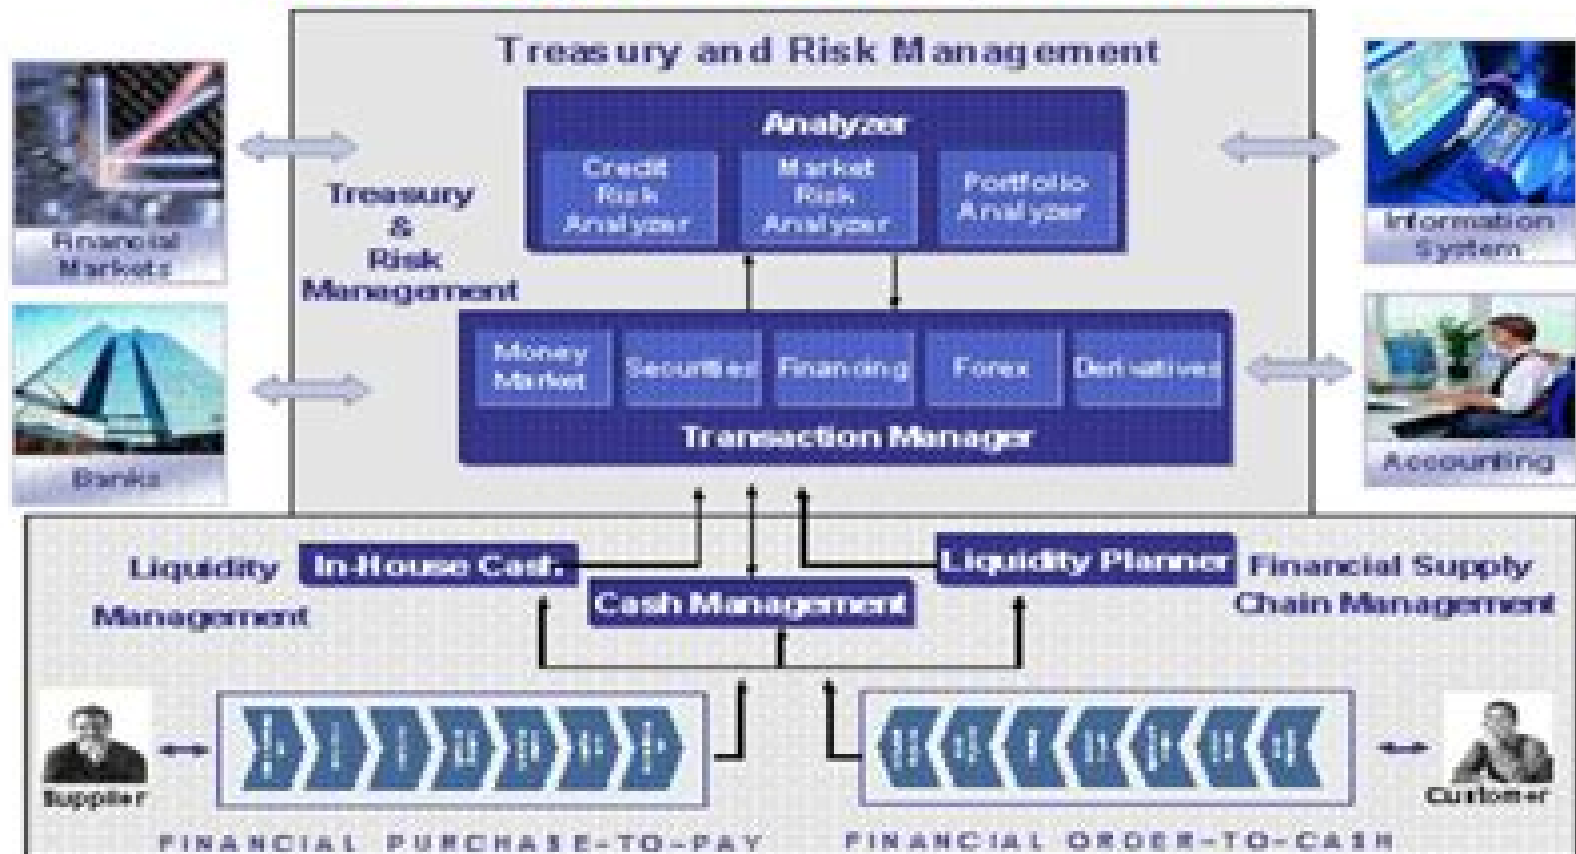 Treasury and Risk Management
Analyzer
Credit
Risk
Analyzer
Market
Risk
Analyzer
Portfolio
Analyzer
Treasury
&
Risk
Management
Financial
Markets
Information
System
Money
Market
Securities
Financing
Forex
Derivatives
Transaction Manager
Banks
Accounting
Liquidity
Management
In-House Cash
Cash Management
Liquidity Planner
Financial Supply
Chain Management
Supplier
Customer
FINANCIAL PURCHASE-TO-PAY
FINANCIAL ORDER-TO-CASH